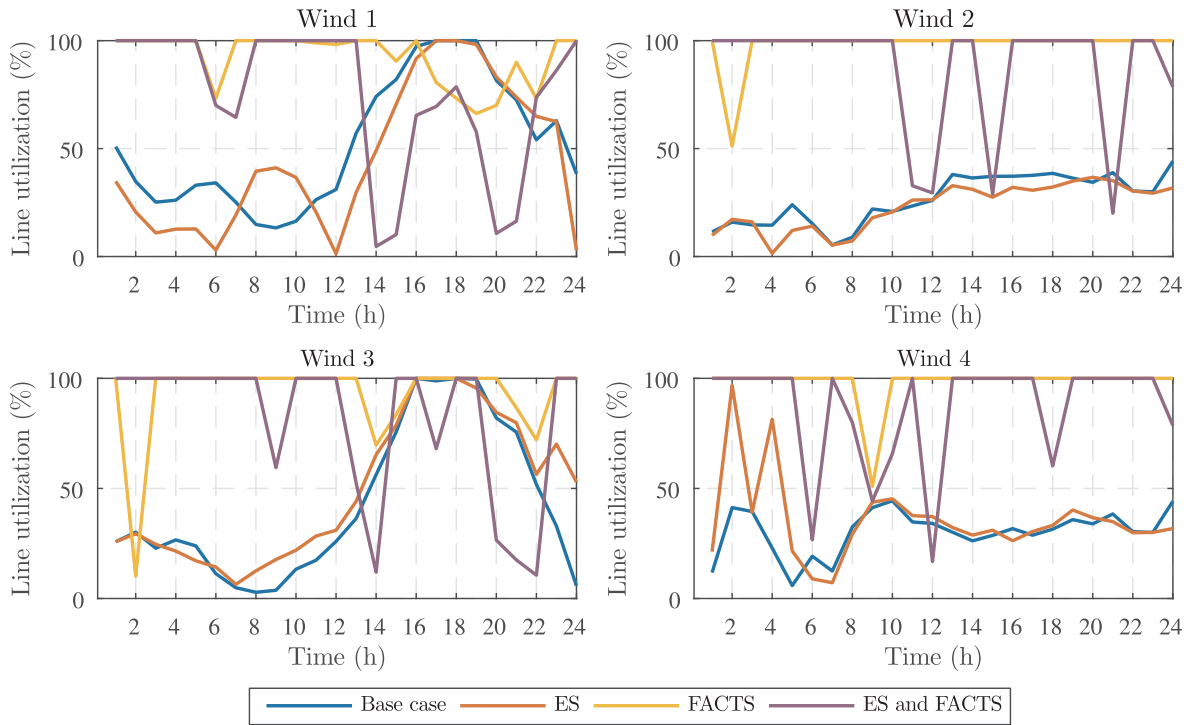 Wind 1
Line utilization (%)
100
50
0
2 4 6 8 10 12 14 16 18 20 22 24
Time (h)
Wind 2
Line utilization (%)
100
50
0
2 4 6 8 10 12 14 16 18 20 22 24
Time (h)
Wind 3
Line utilization (%)
100
50
0
2 4 6 8 10 12 14 16 18 20 22 24
Time (h)
Wind 4
Line utilization (%)
100
50
0
2 4 6 8 10 12 14 16 18 20 22 24
Time (h)
Base case ES FACTS ES and FACTS